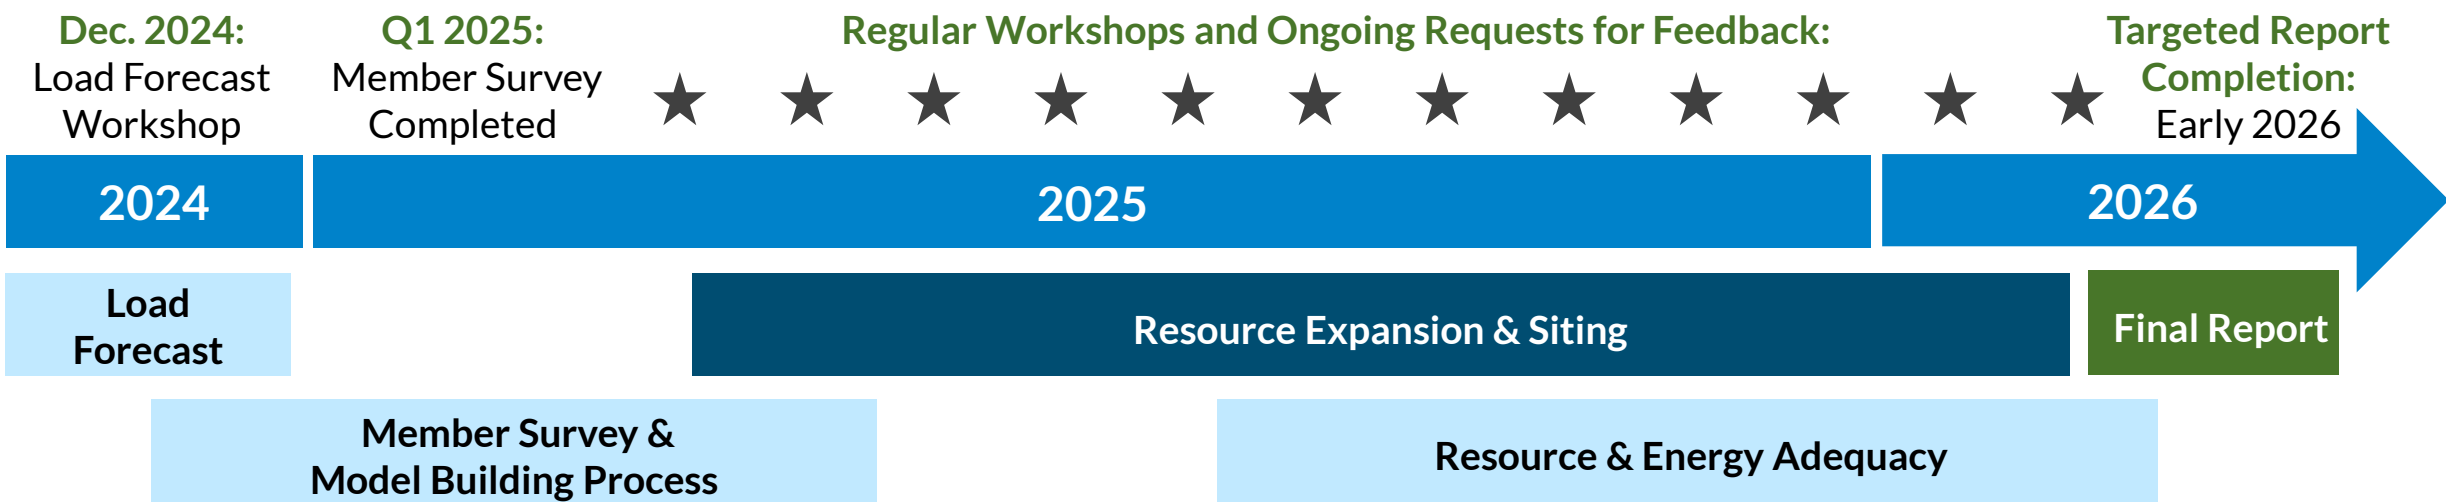 Dec. 2024:
Load Forecast
Workshop
Q1 2025:
Member Survey
Completed
Regular Workshops and Ongoing Requests for Feedback:
Targeted Report
Completion:
Early 2026
2024
2025
2026
Load
Forecast
Resource Expansion & Siting
Final Report
Member Survey &
Model Building Process
Resource & Energy Adequacy